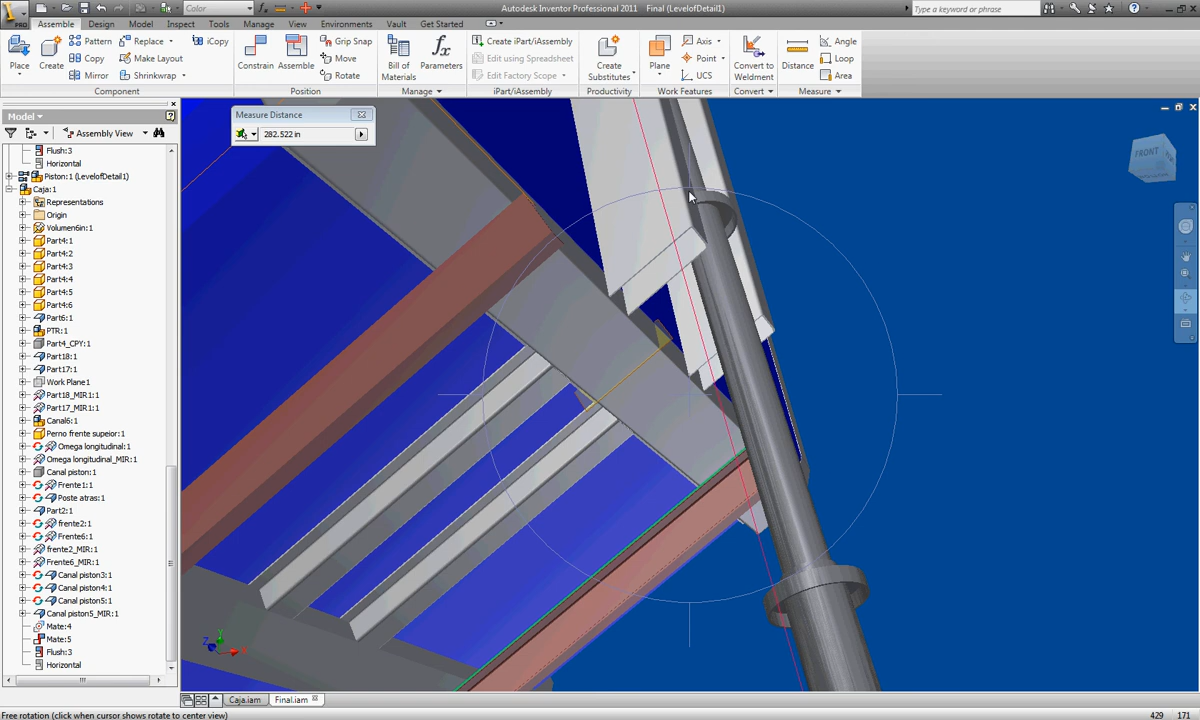 Color
Autodesk Inventor Professional 2011 Final (LevelofDetail1)
Type a keyword or phrase
PRO
Assemble Design Model Inspect Tools Manage View Environments Vault Get Started
Place
Create
Pattern
Copy
Mirror
Replace
Make Layout
Shrinkwrap
iCopy
Component
Constrain
Assemble
Grip Snap
Move
Rotate
Position
Bill of
Materials
fx
Parameters
Manage
Create iPart/iAssembly
Edit using Spreadsheet
Edit Factory Scope
iPart/iAssembly
Create
Substitutes
Productivity
Plane
Axis
Point
UCS
Work Features
Convert to
Weldment
Convert
Distance
Angle
Loop
Area
Measure
Model
Assembly View
Flush:3
Horizontal
Piston:1 (LevelofDetail1)
Caja:1
Representations
Origin
Volumen6in:1
Part4:1
Part4:2
Part4:3
Part4:4
Part4:5
Part4:6
Part6:1
PTR:1
Part4_CPY:1
Part18:1
Part17:1
Work Plane1
Part18_MIR1:1
Part17_MIR1:1
Canal6:1
Perno frente supeior:1
Omega longitudinal:1
Omega longitudinal_MIR:1
Canal piston:1
Frente1:1
Poste atras:1
Part2:1
frente2:1
Frente6:1
frente2_MIR:1
Frente6_MIR:1
Canal piston3:1
Canal piston4:1
Canal piston5:1
Canal piston5_MIR:1
Mate:4
Mate:5
Flush:3
Horizontal
Measure Distance
282.522 in
FRONT
Caja.iam
Final.iam
Free rotation (click when cursor shows rotate to center view)
429 171